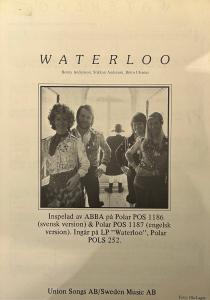 WATERLOO
Benny Andersson, Stikkan Anderson, Björn Ulvaeus
Inspelad av ABBA på Polar POS 1186
(svensk version) & Polar POS 1187 (engelsk
version). Ingår på LP "Waterloo", Polar
POLS 252.
Union Songs AB/Sweden Music AB